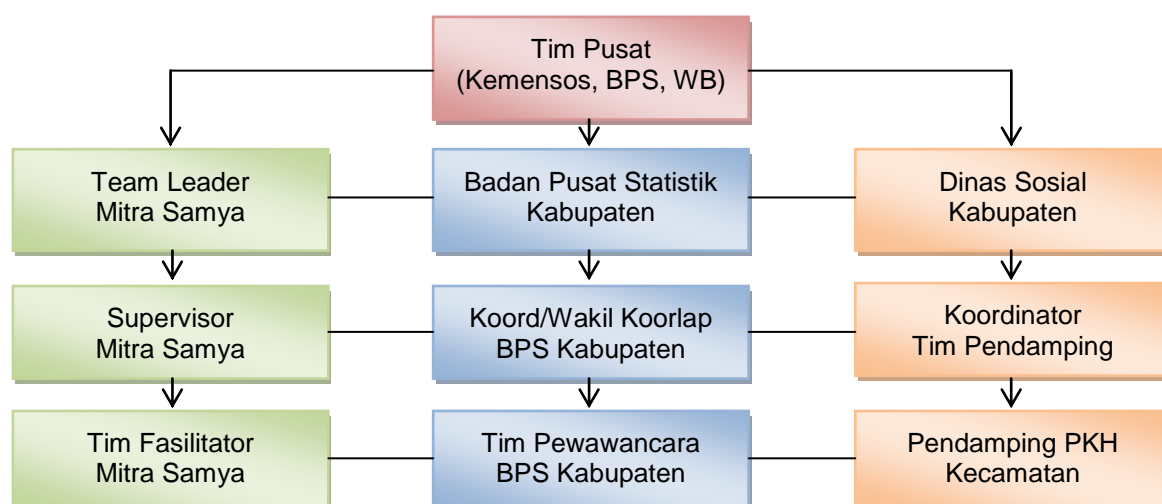 Tim Pusat
(Kemensos, BPS, WB)
Team Leader
Mitra Samya
Badan Pusat Statistik
Kabupaten
Dinas Sosial
Kabupaten
Supervisor
Mitra Samya
Koord/Wakil Koorlap
BPS Kabupaten
Koordinator
Tim Pendamping
Tim Fasilitator
Mitra Samya
Tim Pewawancara
BPS Kabupaten
Pendamping PKH
Kecamatan